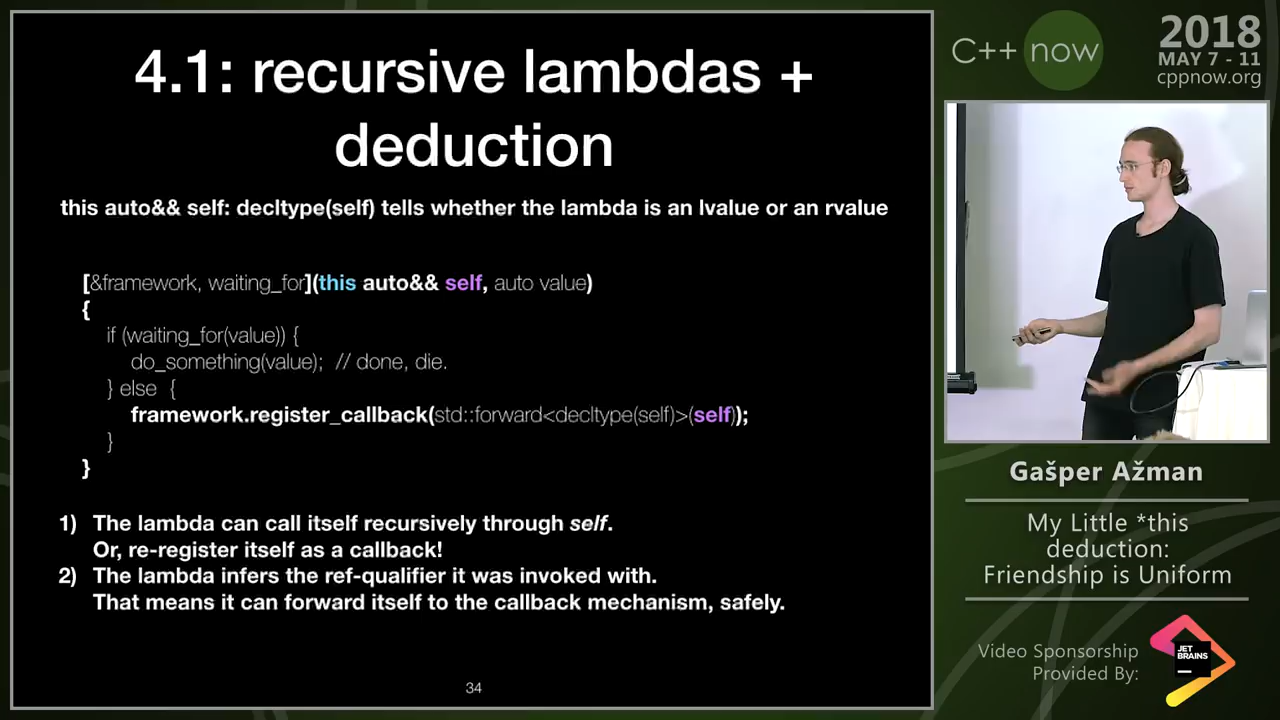 4.1: recursive lambdas +
deduction
this auto&& self: decltype(self) tells whether the lambda is an lvalue or an rvalue
[&framework, waiting_for](this auto&& self, auto value)
{
if (waiting_for(value)) {
do_something(value);  // done, die.
} else  {
framework.register_callback(std::forward<decltype(self)>(self));
}
}
1) The lambda can call itself recursively through self.
Or, re-register itself as a callback!
2) The lambda infers the ref-qualifier it was invoked with.
That means it can forward itself to the callback mechanism, safely.
34
C++ now
2018
MAY 7 - 11
cppnow.org
Gašper Ažman
My Little *this
deduction:
Friendship is Uniform
Video Sponsorship
Provided By:
JET
BRAINS